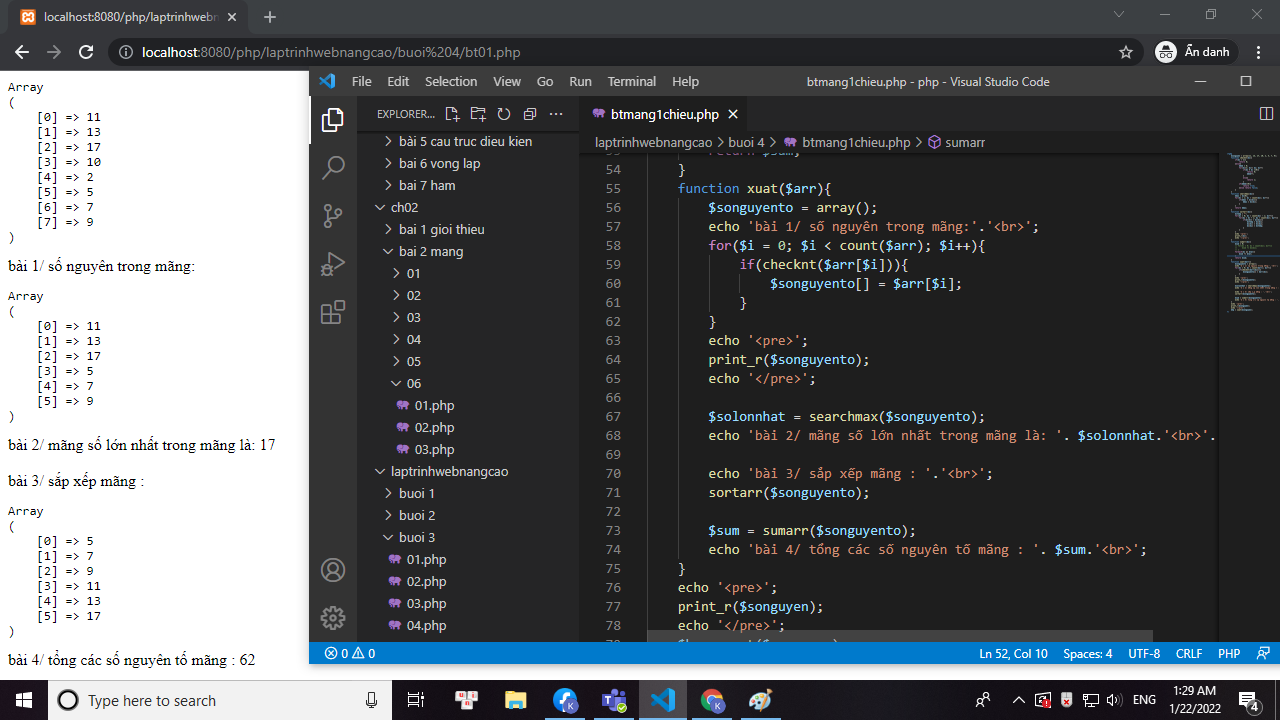 localhost:8080/php/laptrinhwebn
localhost:8080/php/laptrinhwebnangcao/buoi%204/bt01.php
Ẩn danh
Array
(
[0] => 11
[1] => 13
[2] => 17
[3] => 10
[4] => 2
[5] => 5
[6] => 7
[7] => 9
)
bài 1/ số nguyên trong mãng:
Array
(
[0] => 11
[1] => 13
[2] => 17
[3] => 5
[4] => 7
[5] => 9
)
bài 2/ mãng số lớn nhất trong mãng là: 17
bài 3/ sắp xếp mãng :
Array
(
[0] => 5
[1] => 7
[2] => 9
[3] => 11
[4] => 13
[5] => 17
)
bài 4/ tổng các số nguyên tố mãng : 62
File Edit Selection View Go Run Terminal Help
btmang1chieu.php - php - Visual Studio Code
EXPLORER...
bài 5 cau truc dieu kien
bai 6 vong lap
bai 7 ham
ch02
bai 1 gioi thieu
bai 2 mang
01
02
03
04
05
06
01.php
02.php
03.php
laptrinhwebnangcao
buoi 1
buoi 2
buoi 3
01.php
02.php
03.php
04.php
btmang1chieu.php
laptrinhwebnangcao > buoi 4 > btmang1chieu.php > sumarr
54 }
55 function xuat($arr){
56 $songuyento = array();
57 echo 'bài 1/ số nguyên trong mãng:'.'<br>';
58 for($i = 0; $i < count($arr); $i++){
59 if(checknt($arr[$i])){
60 $songuyento[] = $arr[$i];
61 }
62 }
63 echo '<pre>';
64 print_r($songuyento);
65 echo '</pre>';
66
67 $solonnhat = searchmax($songuyento);
68 echo 'bài 2/ mãng số lớn nhất trong mãng là: '. $solonnhat.'<br>'.
69
70 echo 'bài 3/ sắp xếp mãng : '.'<br>';
71 sortarr($songuyento);
72
73 $sum = sumarr($songuyento);
74 echo 'bài 4/ tổng các số nguyên tố mãng : '. $sum.'<br>';
75 }
76 echo '<pre>';
77 print_r($songuyen);
78 echo '</pre>';
0 0
Ln 52, Col 10 Spaces: 4 UTF-8 CRLF PHP
Type here to search
ENG
1:29 AM
1/22/2022
4